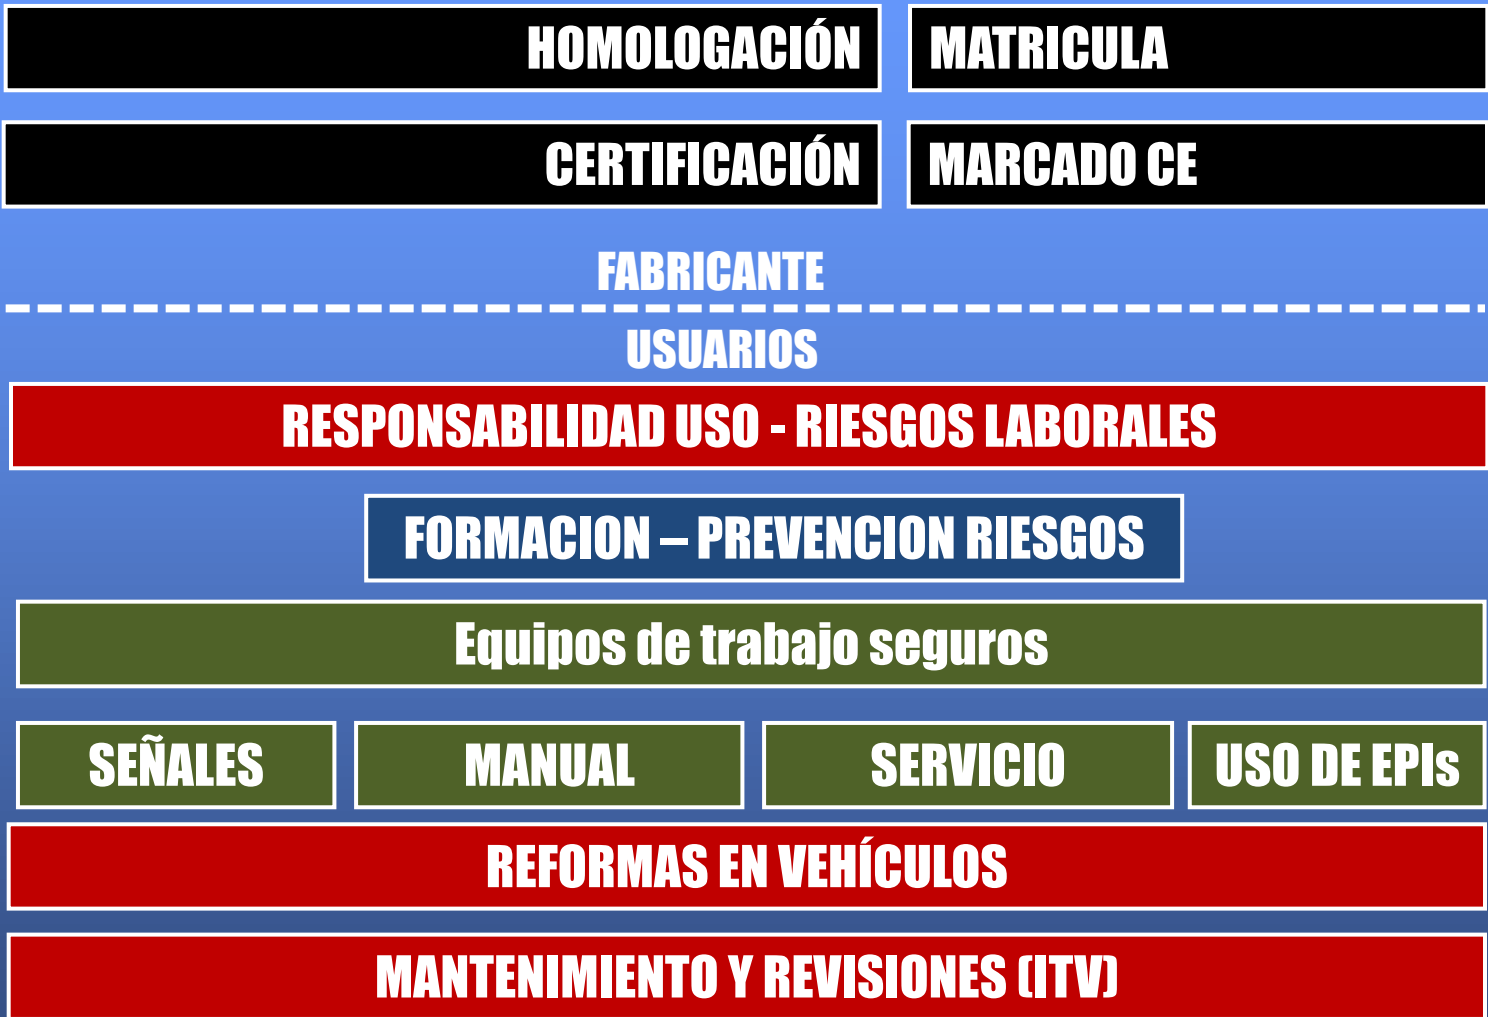 HOMOLOGACIÓN MATRICULA
CERTIFICACIÓN MARCADO CE
FABRICANTE
USUARIOS
RESPONSABILIDAD USO - RIESGOS LABORALES
FORMACION – PREVENCION RIESGOS
Equipos de trabajo seguros
SEÑALES MANUAL SERVICIO USO DE EPIs
REFORMAS EN VEHÍCULOS
MANTENIMIENTO Y REVISIONES (ITV)